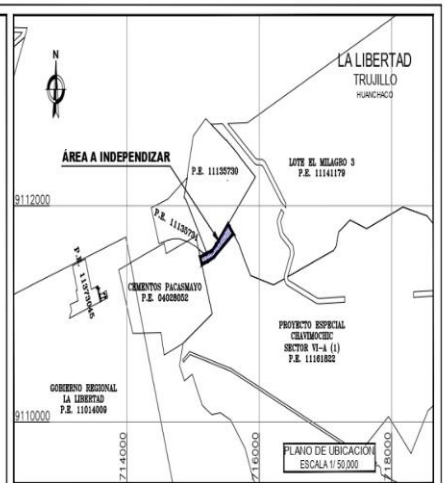 N
LA LIBERTAD
TRUJILLO
HUANCHACO
ÁREA A INDEPENDIZAR
P.E. 11135730
LOTE EL MILAGRO 3
P.E. 11141179
9112000
P.E. 11135731
P.E. 11373045
CEMENTOS PACASMAYO
P.E. 04028052
PROYECTO ESPECIAL
CHAVIMOCHIC
SECTOR VI-A (1)
P.E. 11161822
GOBIERNO REGIONAL
LA LIBERTAD
P.E. 11014009
9110000
714000
716000
718000
PLANO DE UBICACIÓN
ESCALA 1/ 50,000